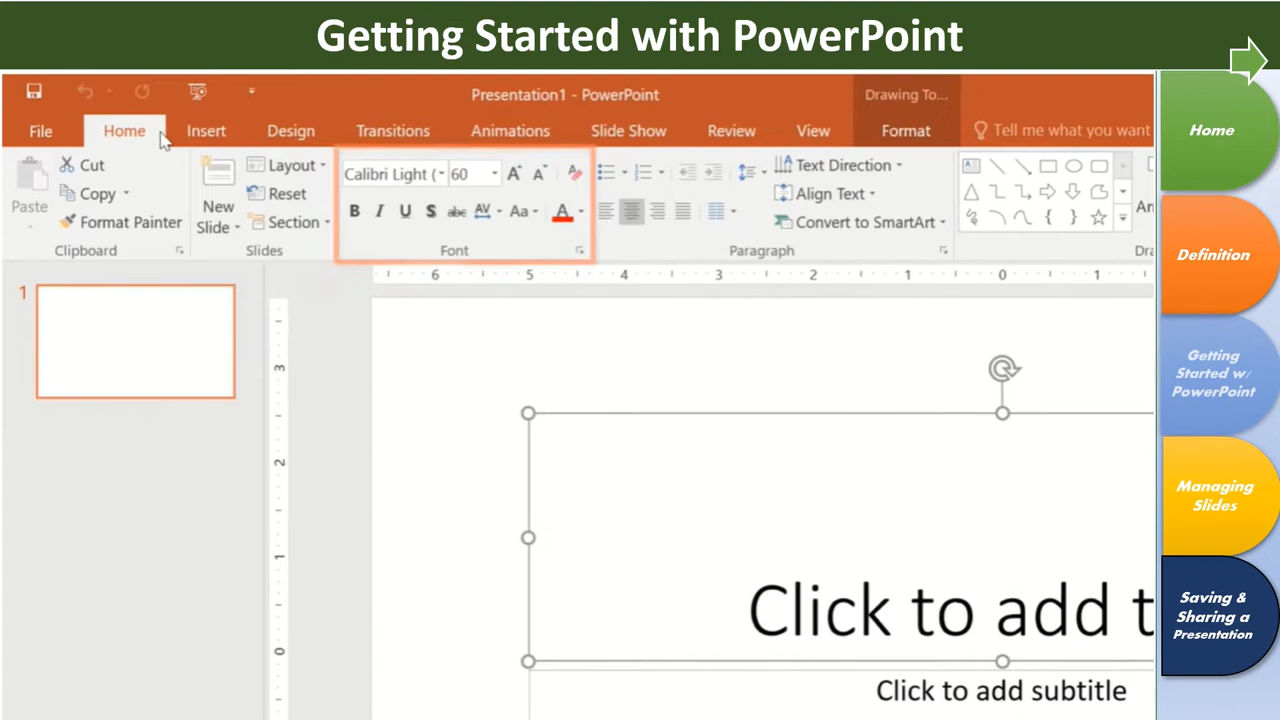 Getting Started with PowerPoint
Presentation1 - PowerPoint
Drawing To...
File Home Insert Design Transitions Animations Slide Show Review View Format Tell me what you want
Paste
Cut
Copy
Format Painter
Clipboard
New
Slide
Layout
Reset
Section
Slides
Calibri Light ( 60
B I U S abc AV Aa A
Font
Text Direction
Align Text
Convert to SmartArt
Paragraph
Arr
Dra
6 5 4 3 2 1 0 1
1
3
2
1
0
Click to add t
Click to add subtitle
Home
Definition
Getting
Started w/
PowerPoint
Managing
Slides
Saving &
Sharing a
Presentation